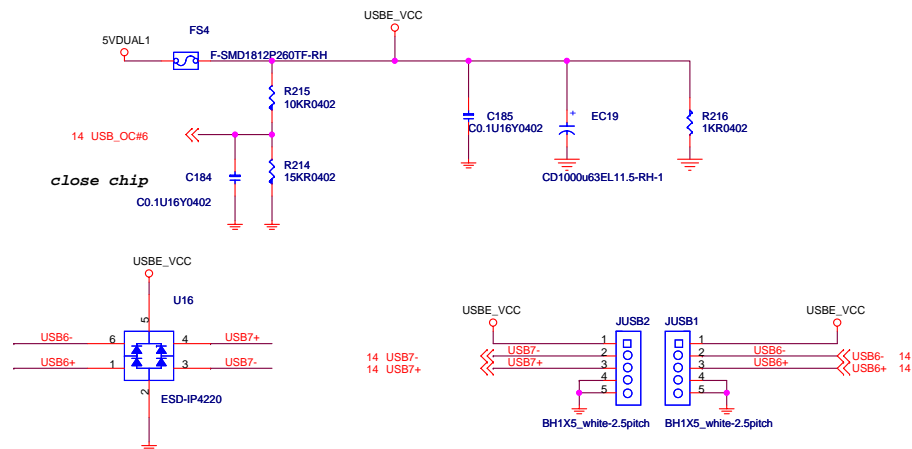 USBE_VCC
5VDUAL1
FS4
F-SMD1812P260TF-RH
R215
10KR0402
C185
C0.1U16Y0402
+
EC19
R216
1KR0402
14 USB_OC#6
R214
15KR0402
close chip
C184
C0.1U16Y0402
CD1000u63EL11.5-RH-1
USBE_VCC
U16
5
USB6- 6 4 USB7+
USB6+ 1 3 USB7-
2
ESD-IP4220
USBE_VCC
USBE_VCC
JUSB2
JUSB1
1
1
14 USB7- USB7- 2
2 USB6- USB6- 14
14 USB7+ USB7+ 3
3 USB6+ USB6+ 14
4
4
5
5
BH1X5_white-2.5pitch
BH1X5_white-2.5pitch